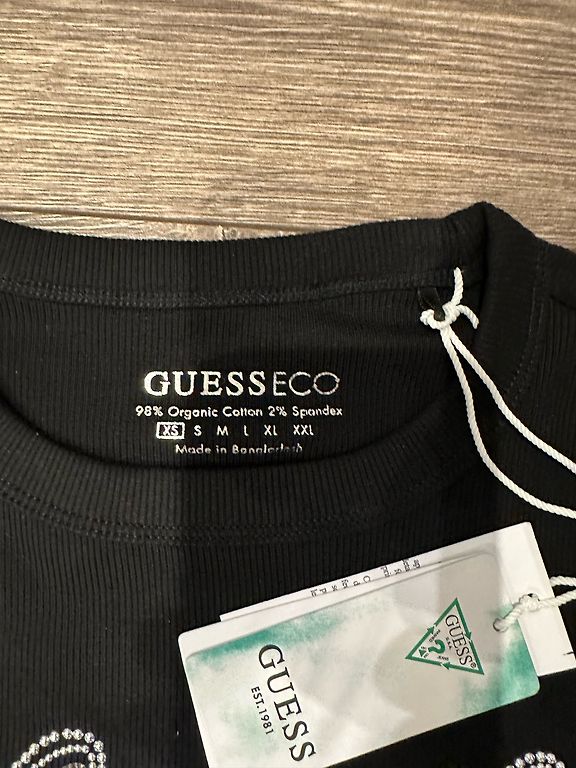 GUESSECO
98% Organic Cotton 2% Spandex
XS S M L XL XXL
Made in Bangladesh
GUESS
U.S.A.
?
GUESS
EST.1981